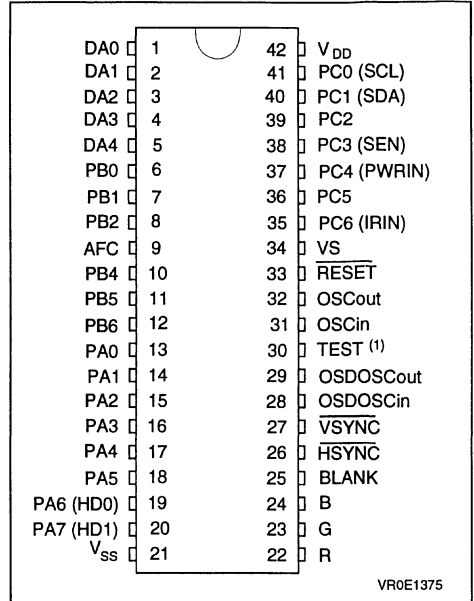 DA0 1 42 VDD
DA1 2 41 PC0 (SCL)
DA2 3 40 PC1 (SDA)
DA3 4 39 PC2
DA4 5 38 PC3 (SEN)
PB0 6 37 PC4 (PWRIN)
PB1 7 36 PC5
PB2 8 35 PC6 (IRIN)
AFC 9 34 VS
PB4 10 33 RESET
PB5 11 32 OSCout
PB6 12 31 OSCin
PA0 13 30 TEST (1)
PA1 14 29 OSDOSCout
PA2 15 28 OSDOSCin
PA3 16 27 VSYNC
PA4 17 26 HSYNC
PA5 18 25 BLANK
PA6 (HD0) 19 24 B
PA7 (HD1) 20 23 G
VSS 21 22 R
VR0E1375